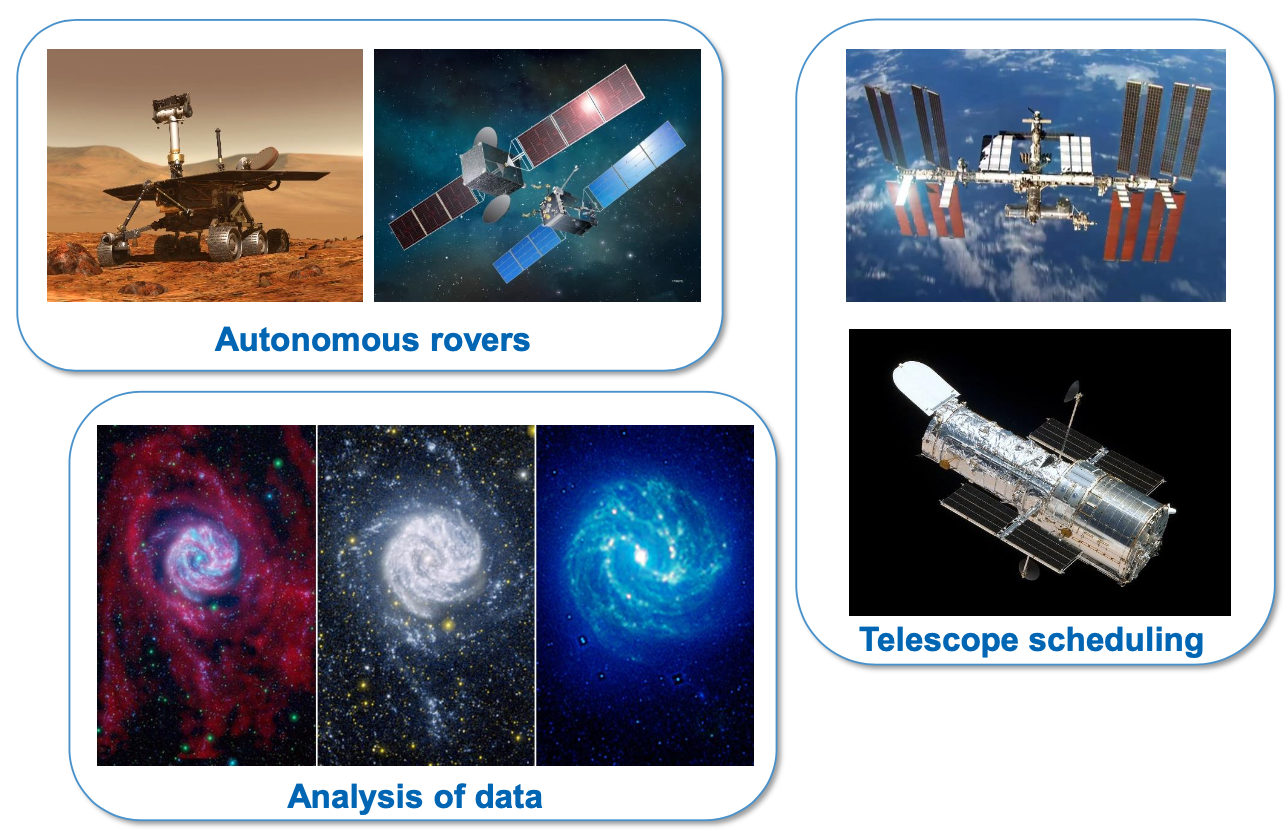 Autonomous rovers
Telescope scheduling
Analysis of data